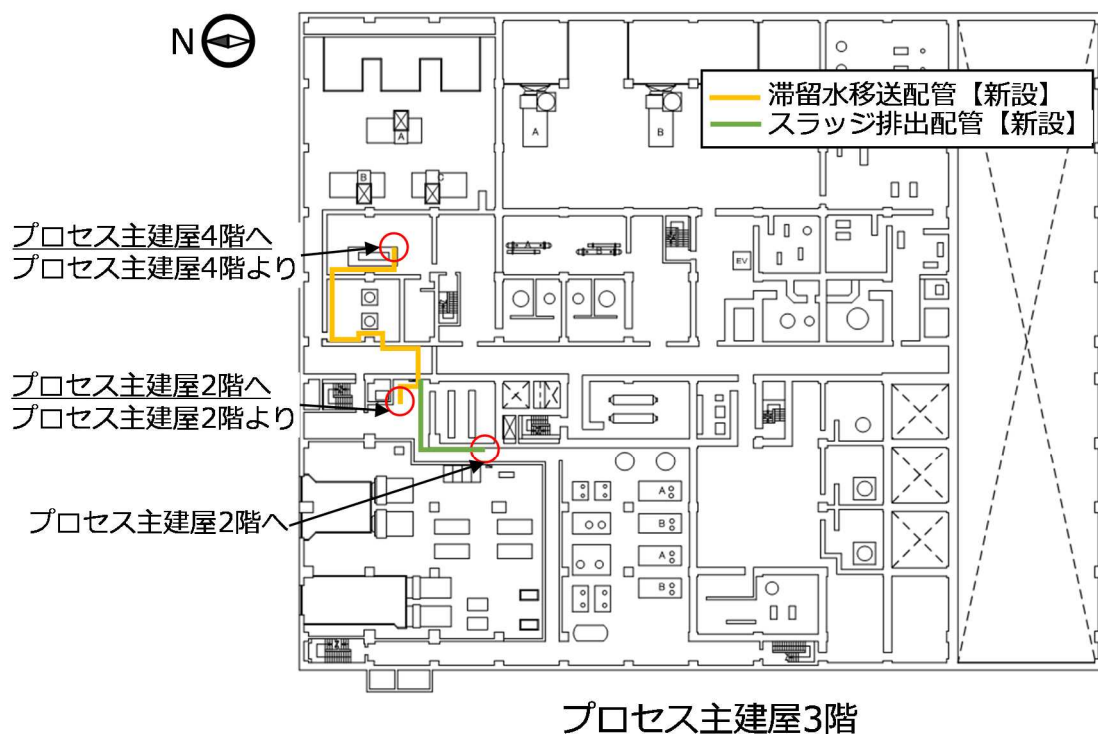 N
滞留水移送配管【新設】
スラッジ排出配管【新設】
A
B
A
B
C
プロセス主建屋4階へ
プロセス主建屋4階より
A
EV
プロセス主建屋2階へ
プロセス主建屋2階より
プロセス主建屋2階へ
A
B
A
B
プロセス主建屋3階